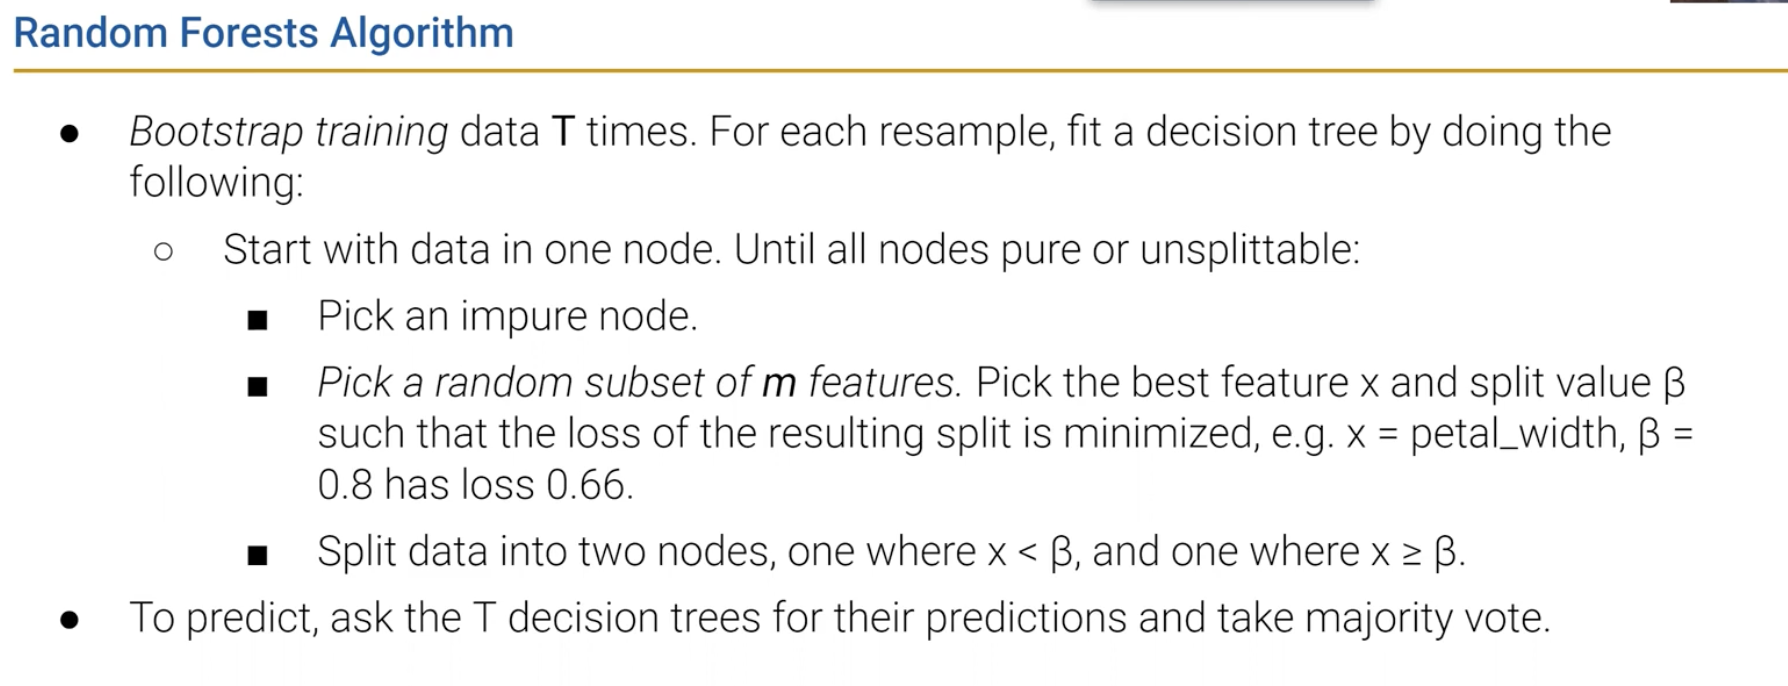 Random Forests Algorithm
● Bootstrap training data T times. For each resample, fit a decision tree by doing the
following:
○ Start with data in one node. Until all nodes pure or unsplittable:
■ Pick an impure node.
■ Pick a random subset of m features. Pick the best feature x and split value β
such that the loss of the resulting split is minimized, e.g. x = petal_width, β =
0.8 has loss 0.66.
■ Split data into two nodes, one where x < β, and one where x ≥ β.
● To predict, ask the T decision trees for their predictions and take majority vote.